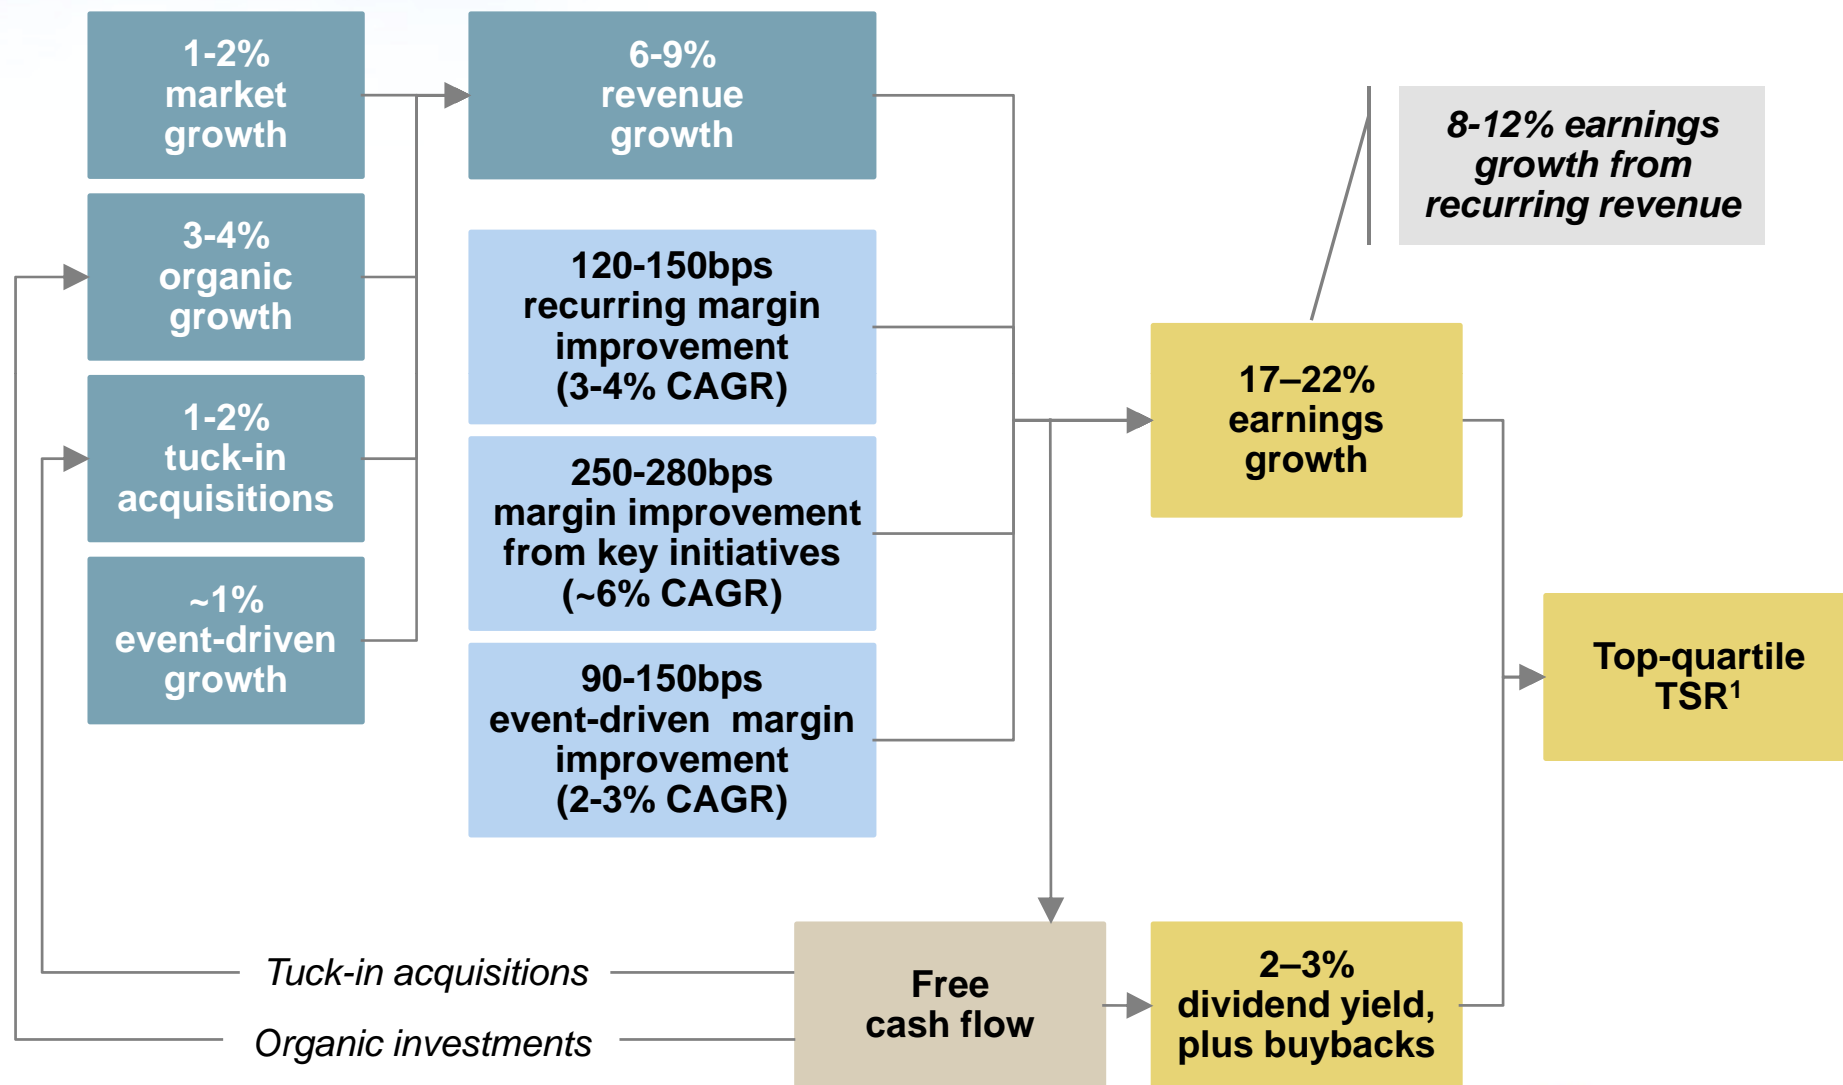 1-2%
market
growth
3-4%
organic
growth
1-2%
tuck-in
acquisitions
~1%
event-driven
growth
6-9%
revenue
growth
120-150bps
recurring margin
improvement
(3-4% CAGR)
250-280bps
margin improvement
from key initiatives
(~6% CAGR)
90-150bps
event-driven margin
improvement
(2-3% CAGR)
8-12% earnings
growth from
recurring revenue
17–22%
earnings
growth
Top-quartile
TSR¹
Tuck-in acquisitions
Organic investments
Free
cash flow
2–3%
dividend yield,
plus buybacks